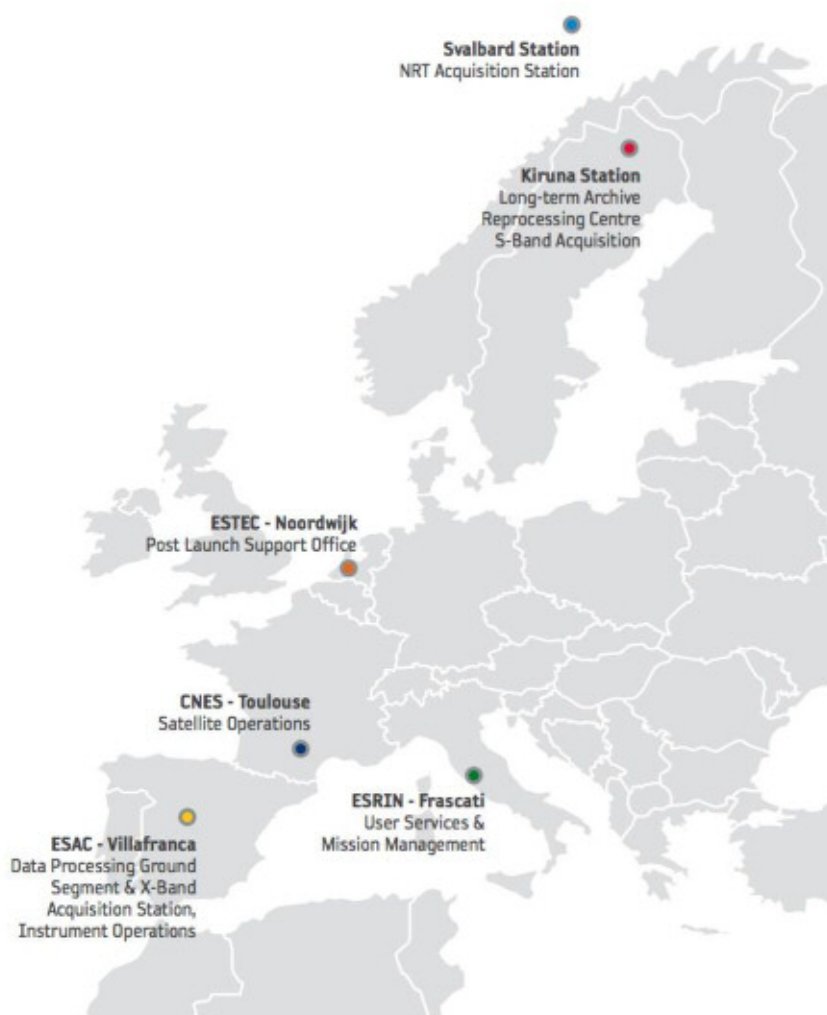 Svalbard Station
NRT Acquisition Station
Kiruna Station
Long-term Archive
Reprocessing Centre
S-Band Acquisition
ESTEC - Noordwijk
Post Launch Support Office
CNES - Toulouse
Satellite Operations
ESRIN - Frascati
User Services &
Mission Management
ESAC - Villafranca
Data Processing Ground
Segment & X-Band
Acquisition Station,
Instrument Operations